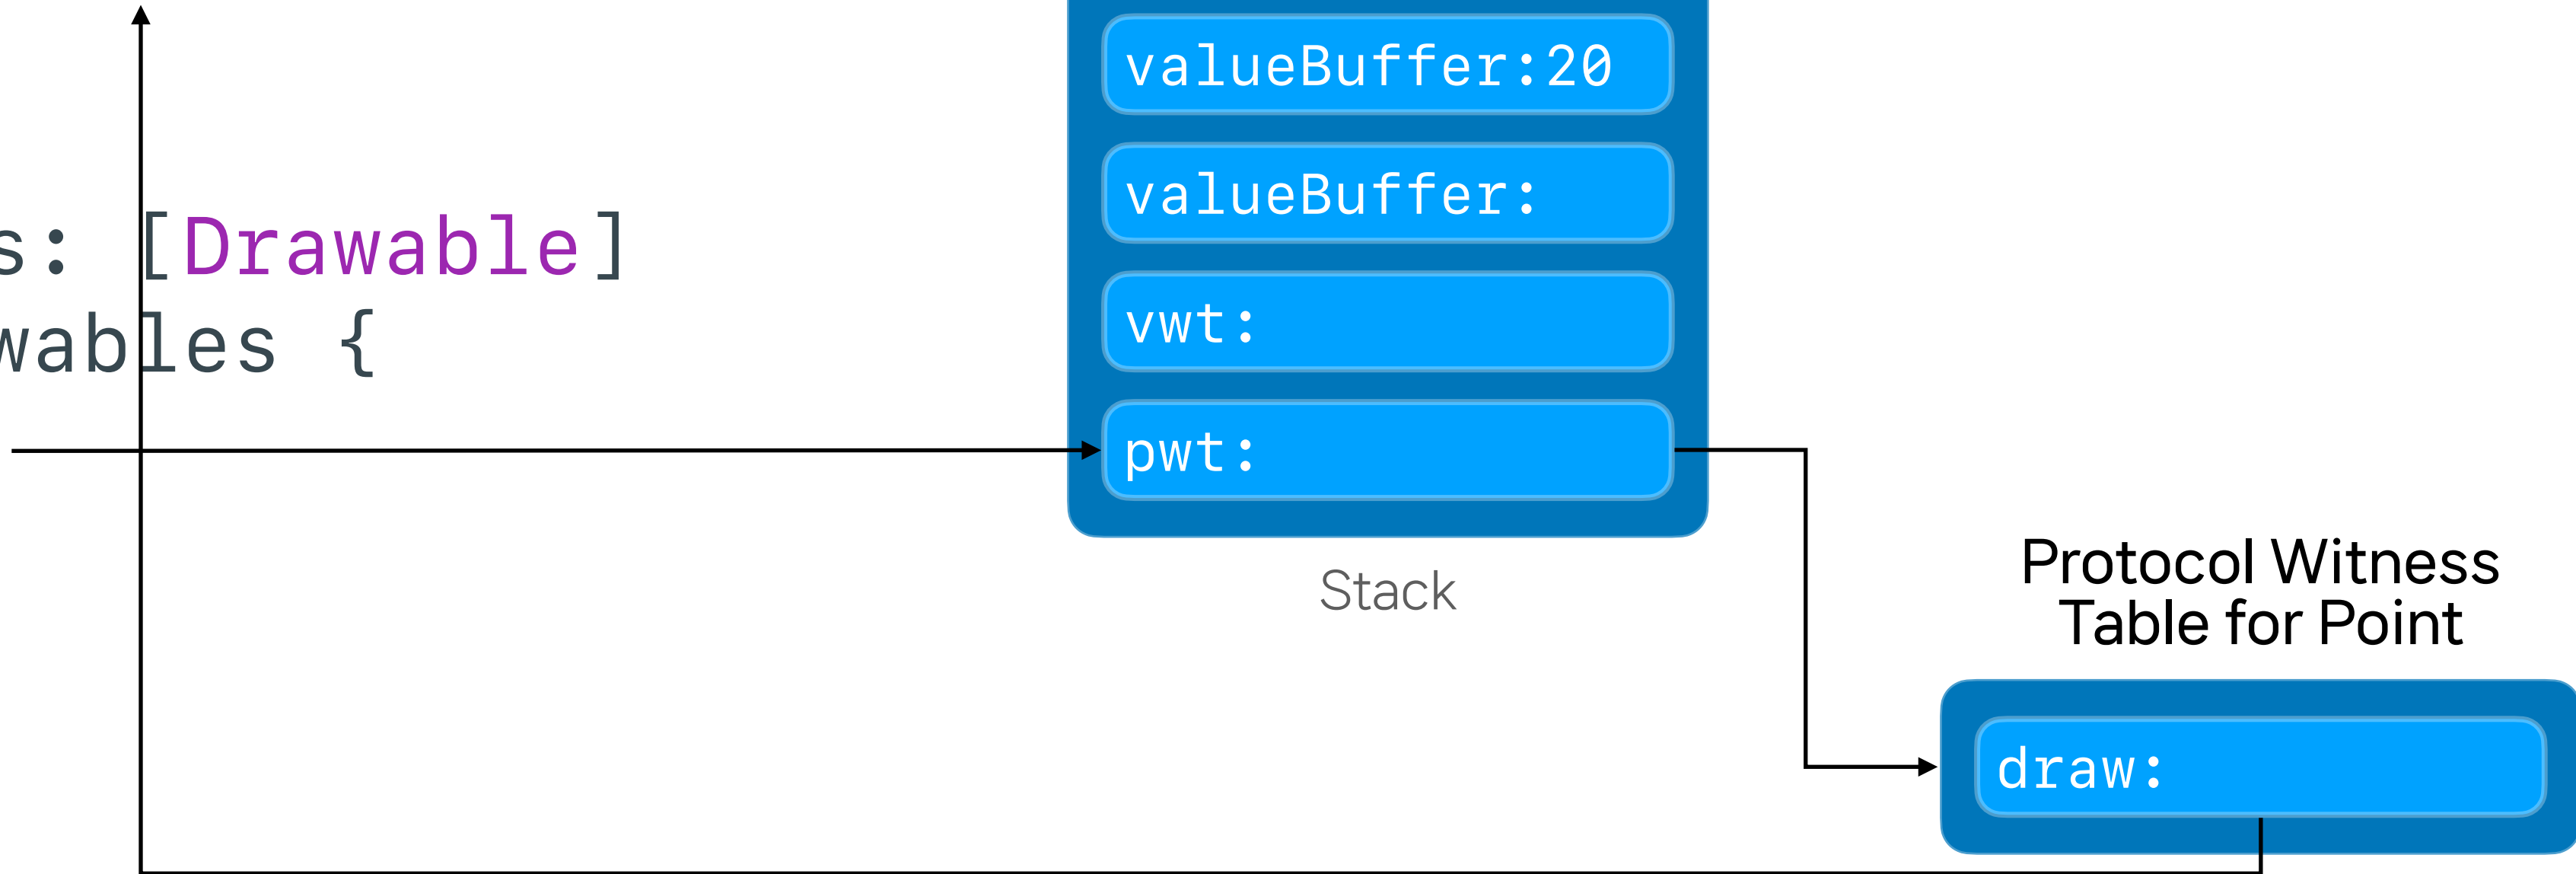 s: [Drawable]
wables {
valueBuffer:20
valueBuffer:
vwt:
pwt:
Stack
Protocol Witness
Table for Point
draw: